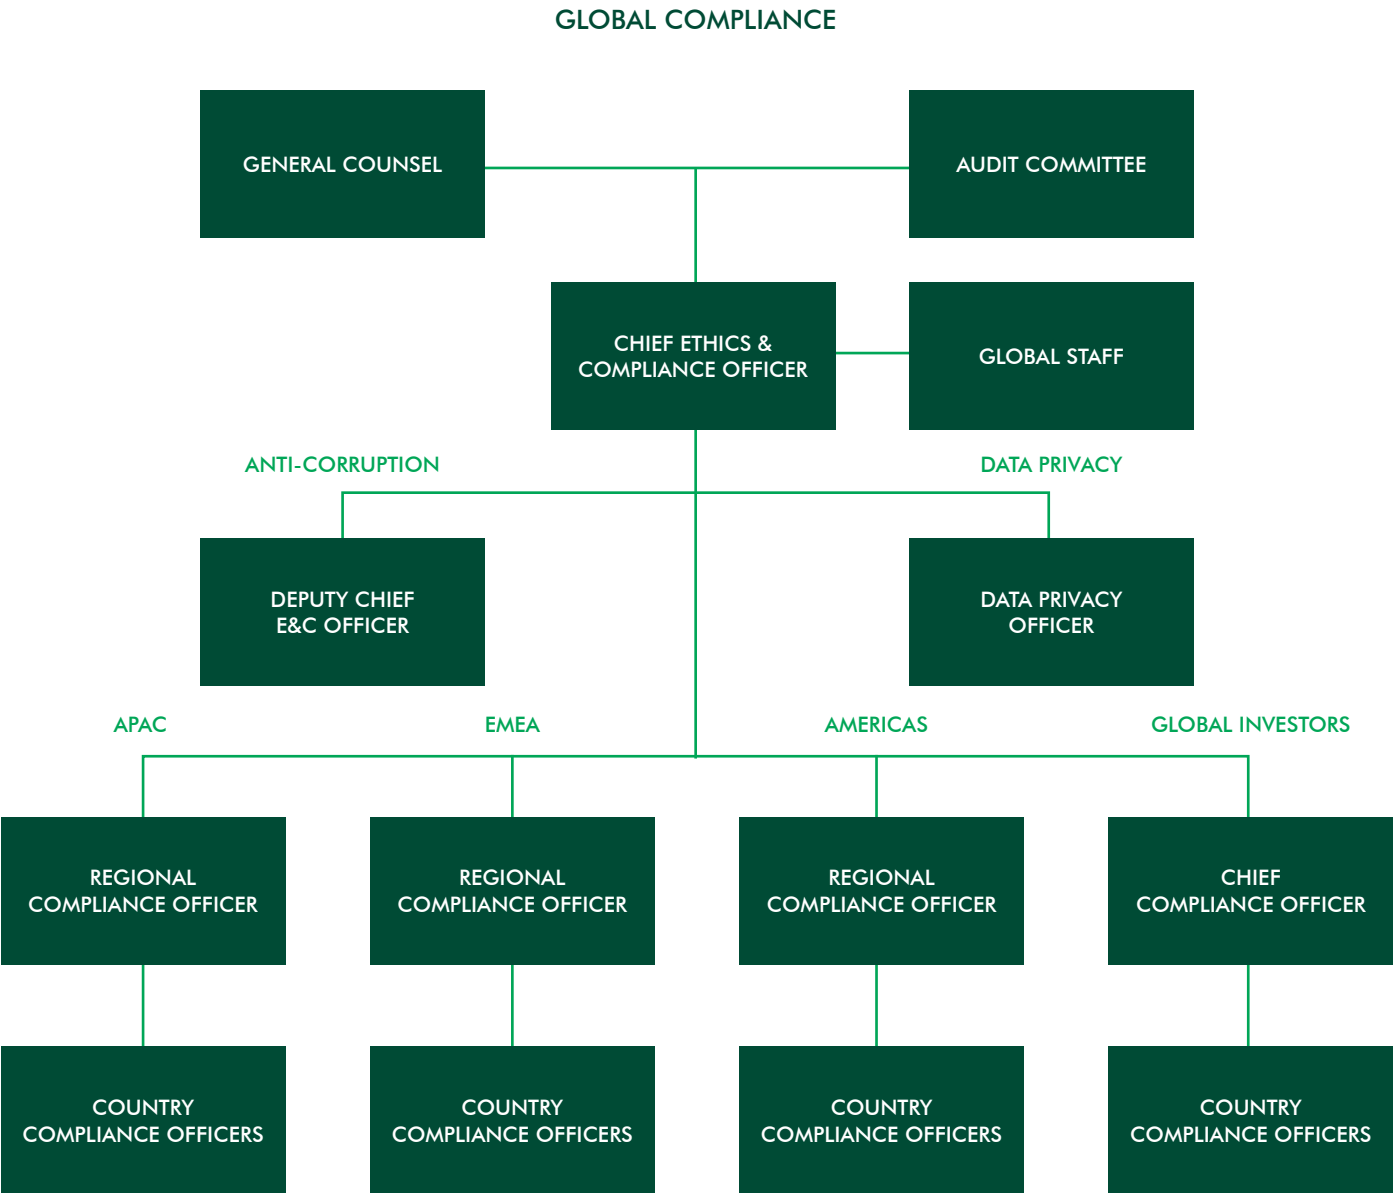 GLOBAL COMPLIANCE
GENERAL COUNSEL
AUDIT COMMITTEE
CHIEF ETHICS &
COMPLIANCE OFFICER
GLOBAL STAFF
ANTI-CORRUPTION
DATA PRIVACY
DEPUTY CHIEF
E&C OFFICER
DATA PRIVACY
OFFICER
APAC
EMEA
AMERICAS
GLOBAL INVESTORS
REGIONAL
COMPLIANCE OFFICER
REGIONAL
COMPLIANCE OFFICER
REGIONAL
COMPLIANCE OFFICER
CHIEF
COMPLIANCE OFFICER
COUNTRY
COMPLIANCE OFFICERS
COUNTRY
COMPLIANCE OFFICERS
COUNTRY
COMPLIANCE OFFICERS
COUNTRY
COMPLIANCE OFFICERS